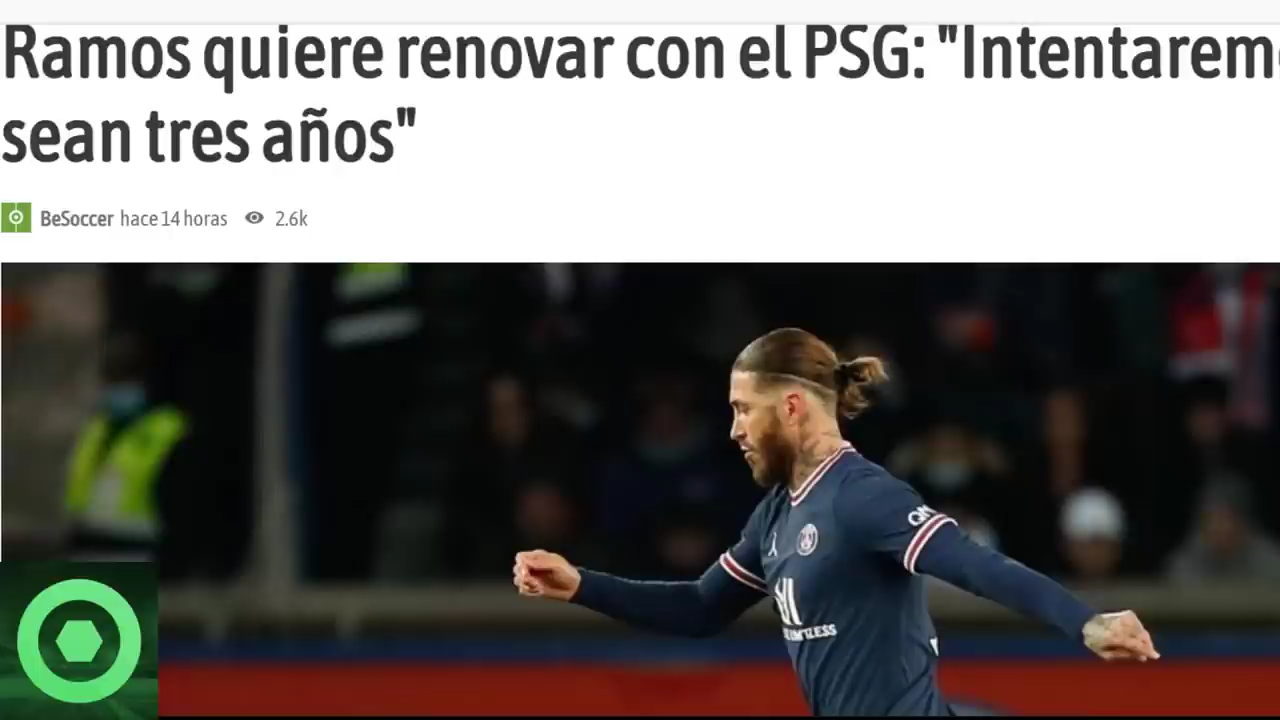 Ramos quiere renovar con el PSG: "Intentarem
sean tres años"
BeSoccer hace 14 horas 2.6k